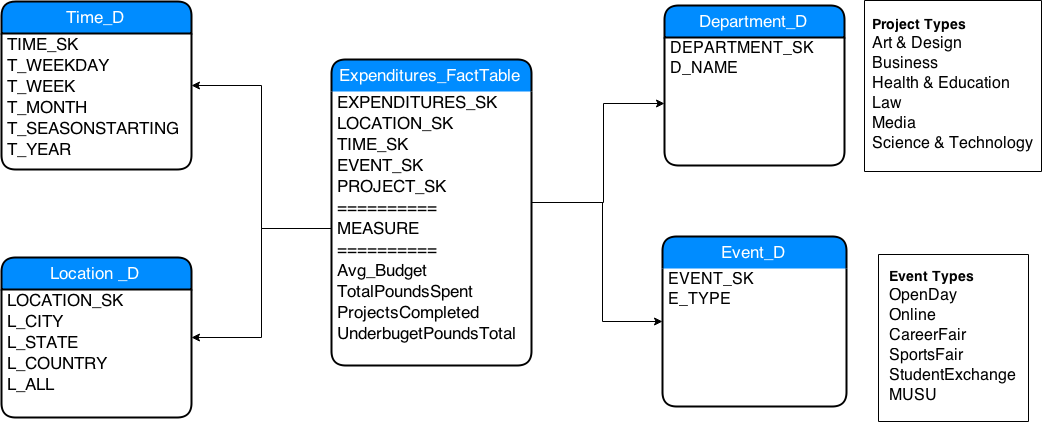 Time_D
TIME_SK
T_WEEKDAY
T_WEEK
T_MONTH
T_SEASONSTARTING
T_YEAR
Location _D
LOCATION_SK
L_CITY
L_STATE
L_COUNTRY
L_ALL
Expenditures_FactTable
EXPENDITURES_SK
LOCATION_SK
TIME_SK
EVENT_SK
PROJECT_SK
==========
MEASURE
==========
Avg_Budget
TotalPoundsSpent
ProjectsCompleted
UnderbugetPoundsTotal
Department_D
DEPARTMENT_SK
D_NAME
Event_D
EVENT_SK
E_TYPE
Project Types
Art & Design
Business
Health & Education
Law
Media
Science & Technology
Event Types
OpenDay
Online
CareerFair
SportsFair
StudentExchange
MUSU